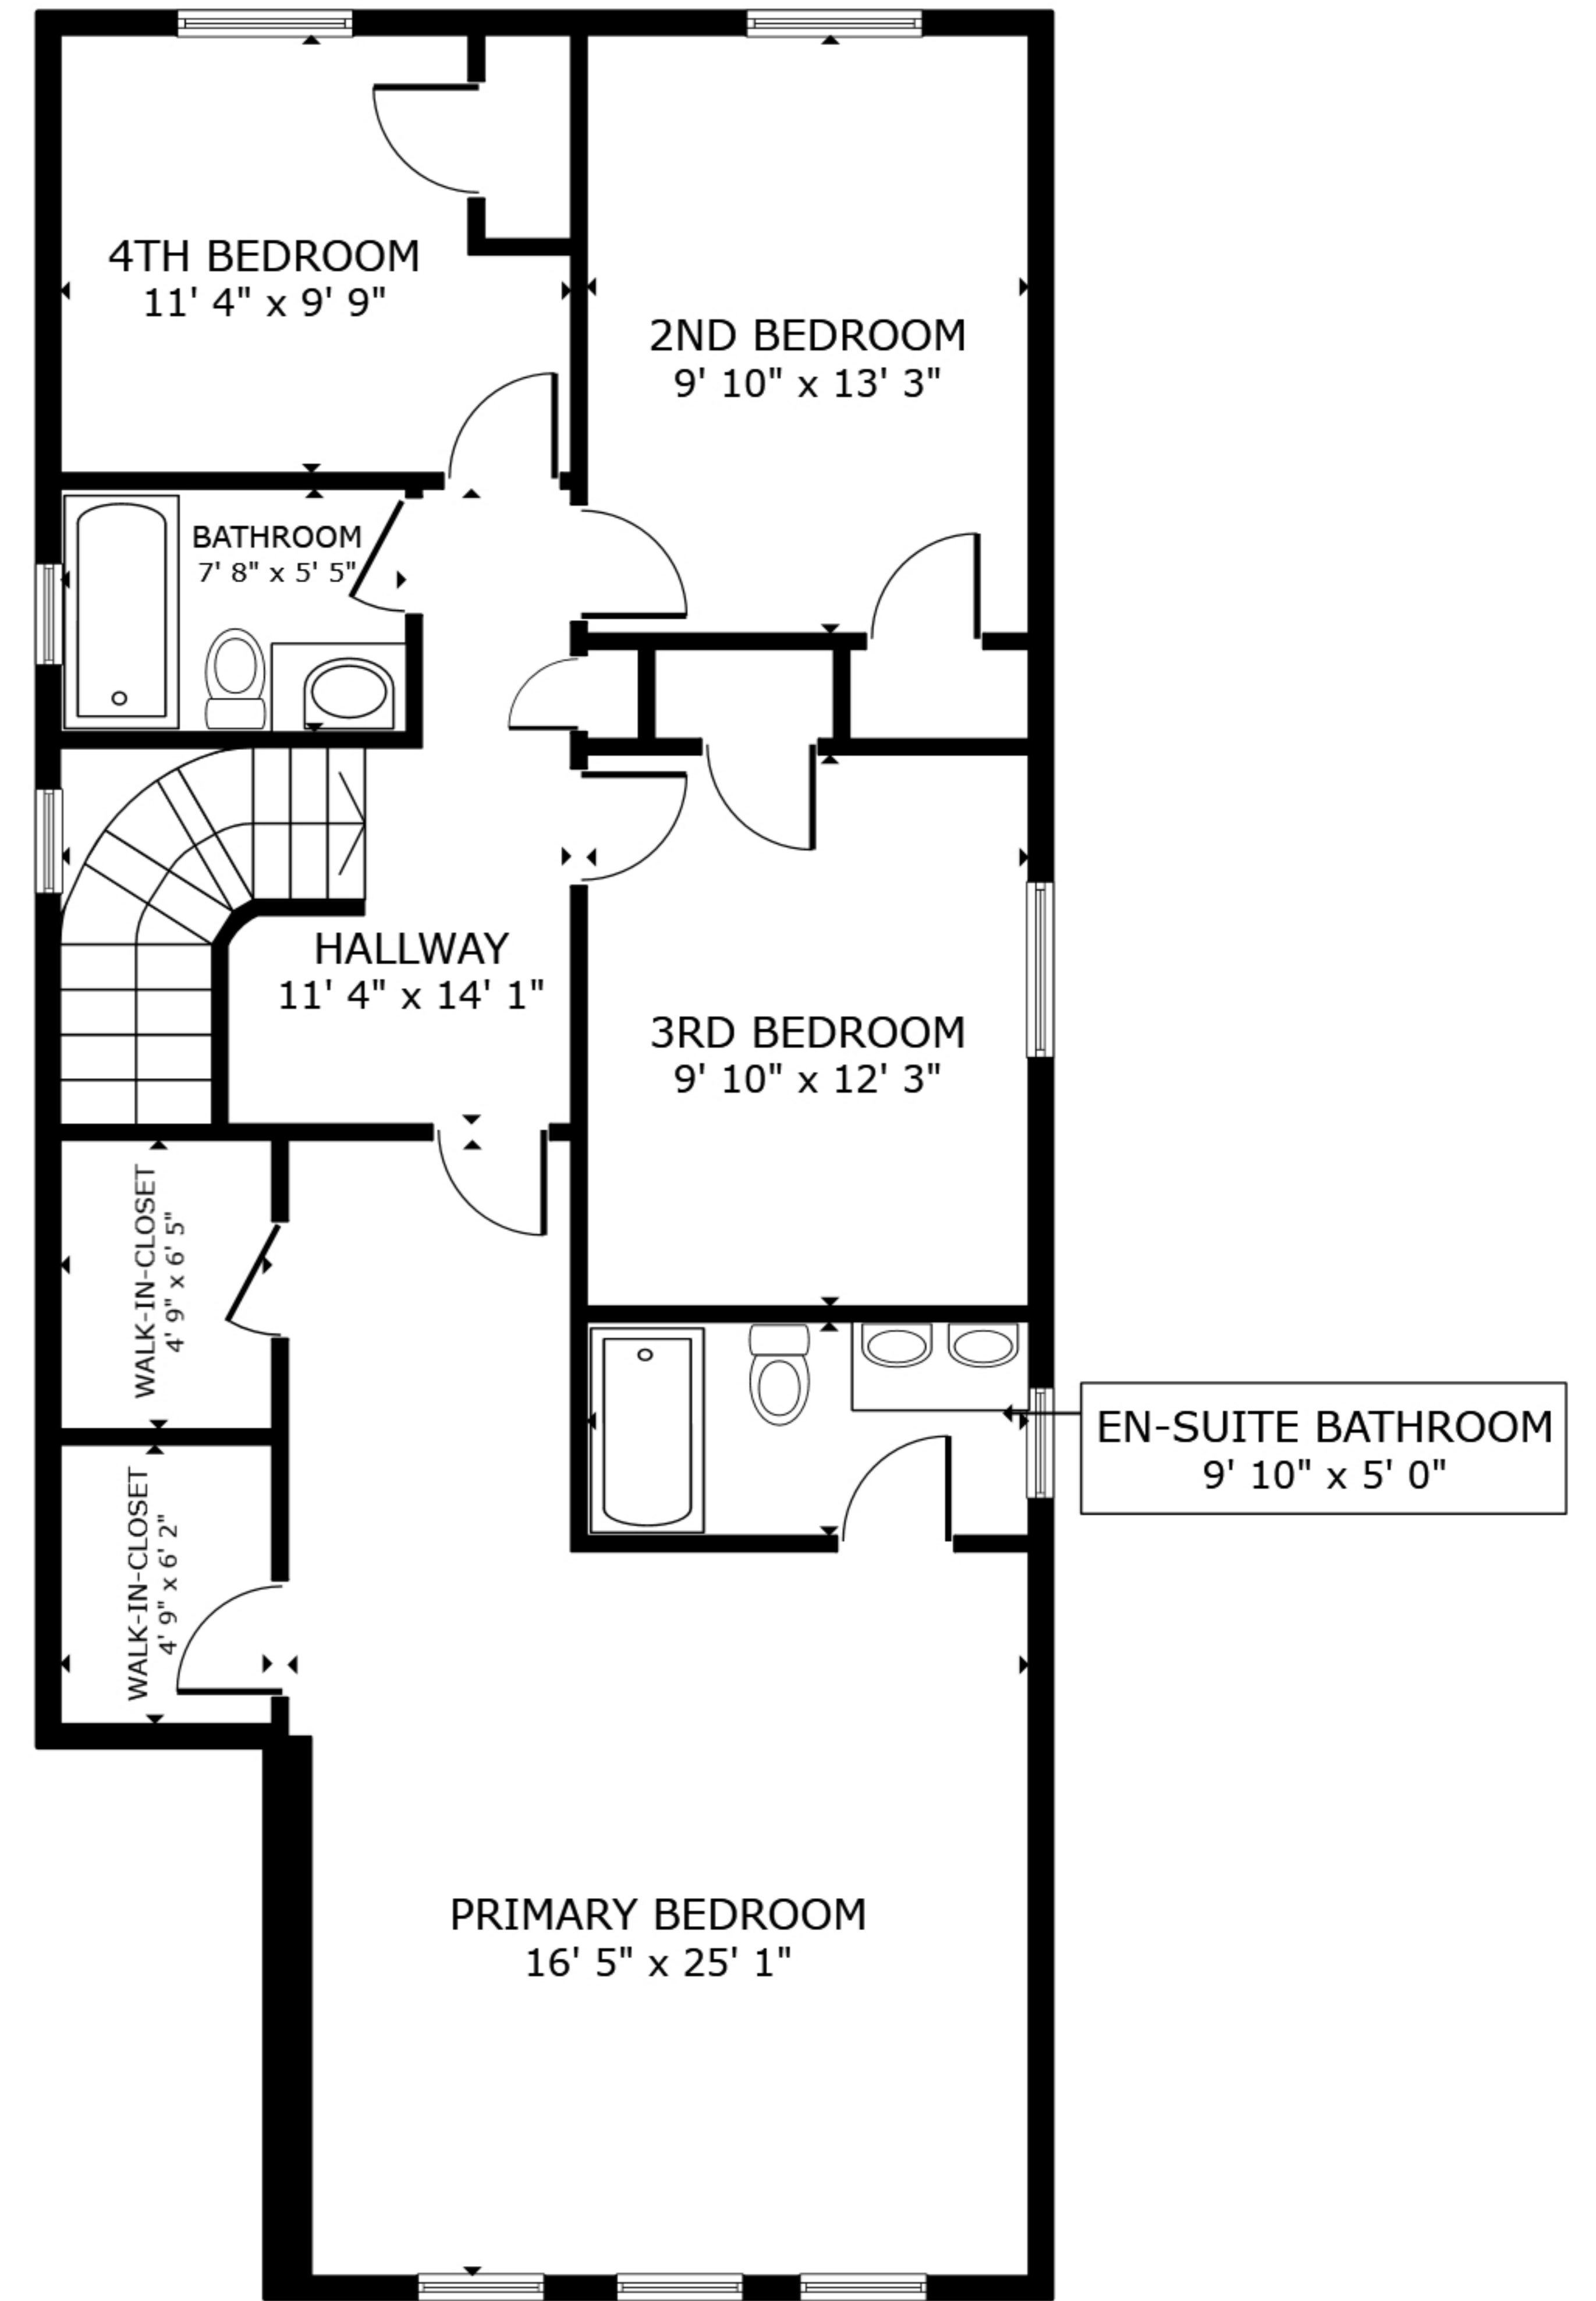 4TH BEDROOM
11' 4" x 9' 9"
2ND BEDROOM
9' 10" x 13' 3"
BATHROOM
7' 8" x 5' 5"
HALLWAY
11' 4" x 14' 1"
3RD BEDROOM
9' 10" x 12' 3"
WALK-IN-CLOSET
4' 9" x 6' 5"
EN-SUITE BATHROOM
9' 10" x 5' 0"
WALK-IN-CLOSET
4' 9" x 6' 2"
PRIMARY BEDROOM
16' 5" x 25' 1"